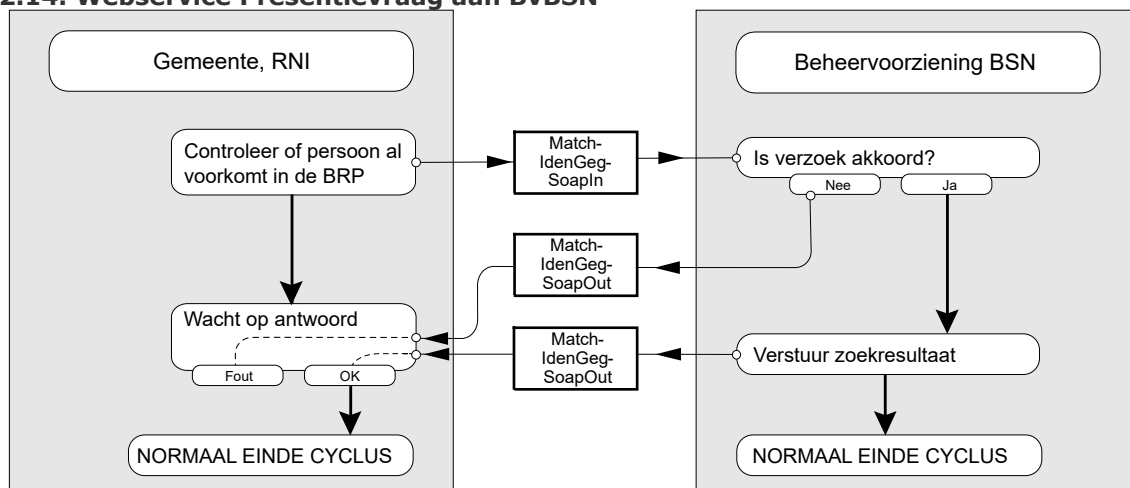 2.14. Webservice Presentievraag aan BvBSN
Gemeente, RNI
Beheervoorziening BSN
Controleer of persoon al
voorkomt in de BRP
Match-
IdenGeg-
SoapIn
Is verzoek akkoord?
Nee
Ja
Match-
IdenGeg-
SoapOut
Wacht op antwoord
Fout
OK
Match-
IdenGeg-
SoapOut
Verstuur zoekresultaat
NORMAAL EINDE CYCLUS
NORMAAL EINDE CYCLUS